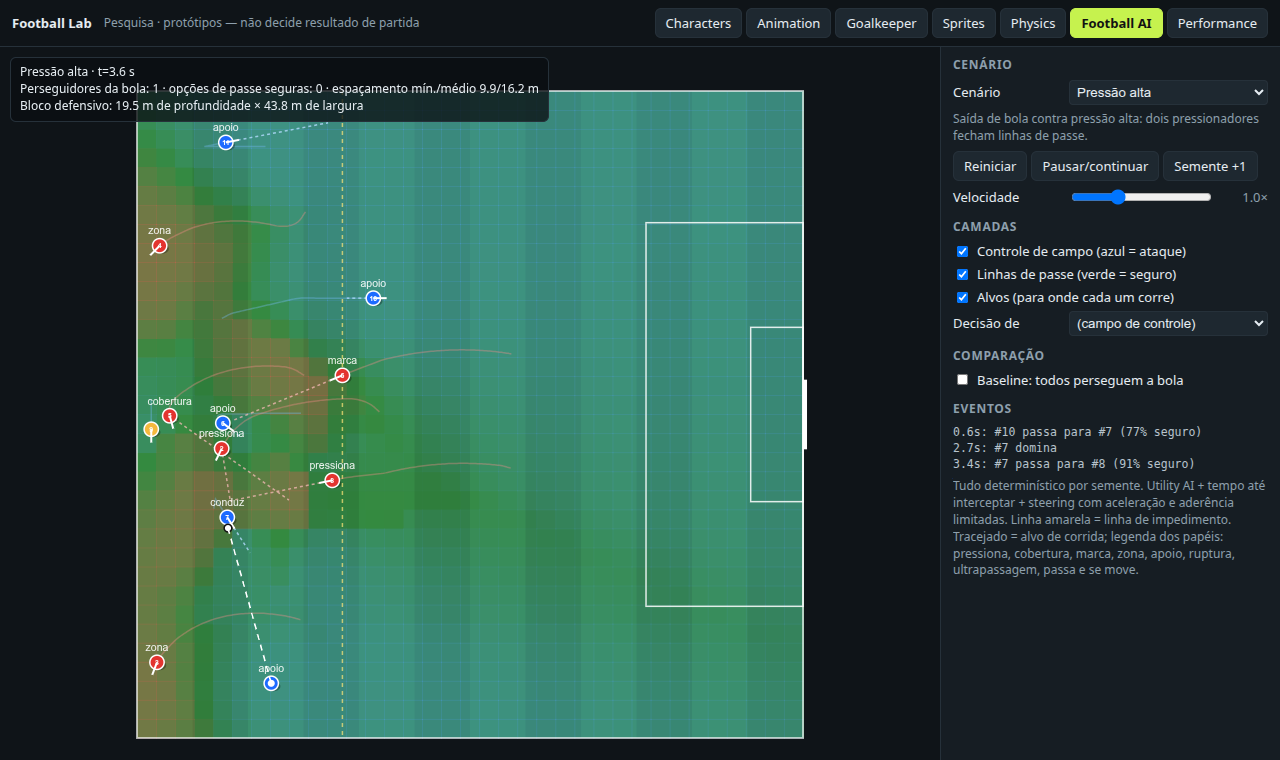 Football Lab
Pesquisa · protótipos — não decide resultado de partida
Characters
Animation
Goalkeeper
Sprites
Physics
Football AI
Performance
Pressão alta · t=3.6 s
Perseguidores da bola: 1 · opções de passe seguras: 0 · espaçamento mín./médio 9.9/16.2 m
Bloco defensivo: 19.5 m de profundidade × 43.8 m de largura
apoio
zona
apoio
marca
cobertura
apoio
pressiona
pressiona
conduz
zona
apoio
CENÁRIO
Cenário
Pressão alta
Saída de bola contra pressão alta: dois pressionadores
fecham linhas de passe.
Reiniciar
Pausar/continuar
Semente +1
Velocidade
1.0×
CAMADAS
Controle de campo (azul = ataque)
Linhas de passe (verde = seguro)
Alvos (para onde cada um corre)
Decisão de
(campo de controle)
COMPARAÇÃO
Baseline: todos perseguem a bola
EVENTOS
0.6s: #10 passa para #7 (77% seguro)
2.7s: #7 domina
3.4s: #7 passa para #8 (91% seguro)
Tudo determinístico por semente. Utility AI + tempo até
interceptar + steering com aceleração e aderência
limitadas. Linha amarela = linha de impedimento.
Tracejado = alvo de corrida; legenda dos papéis:
pressiona, cobertura, marca, zona, apoio, ruptura,
ultrapassagem, passa e se move.